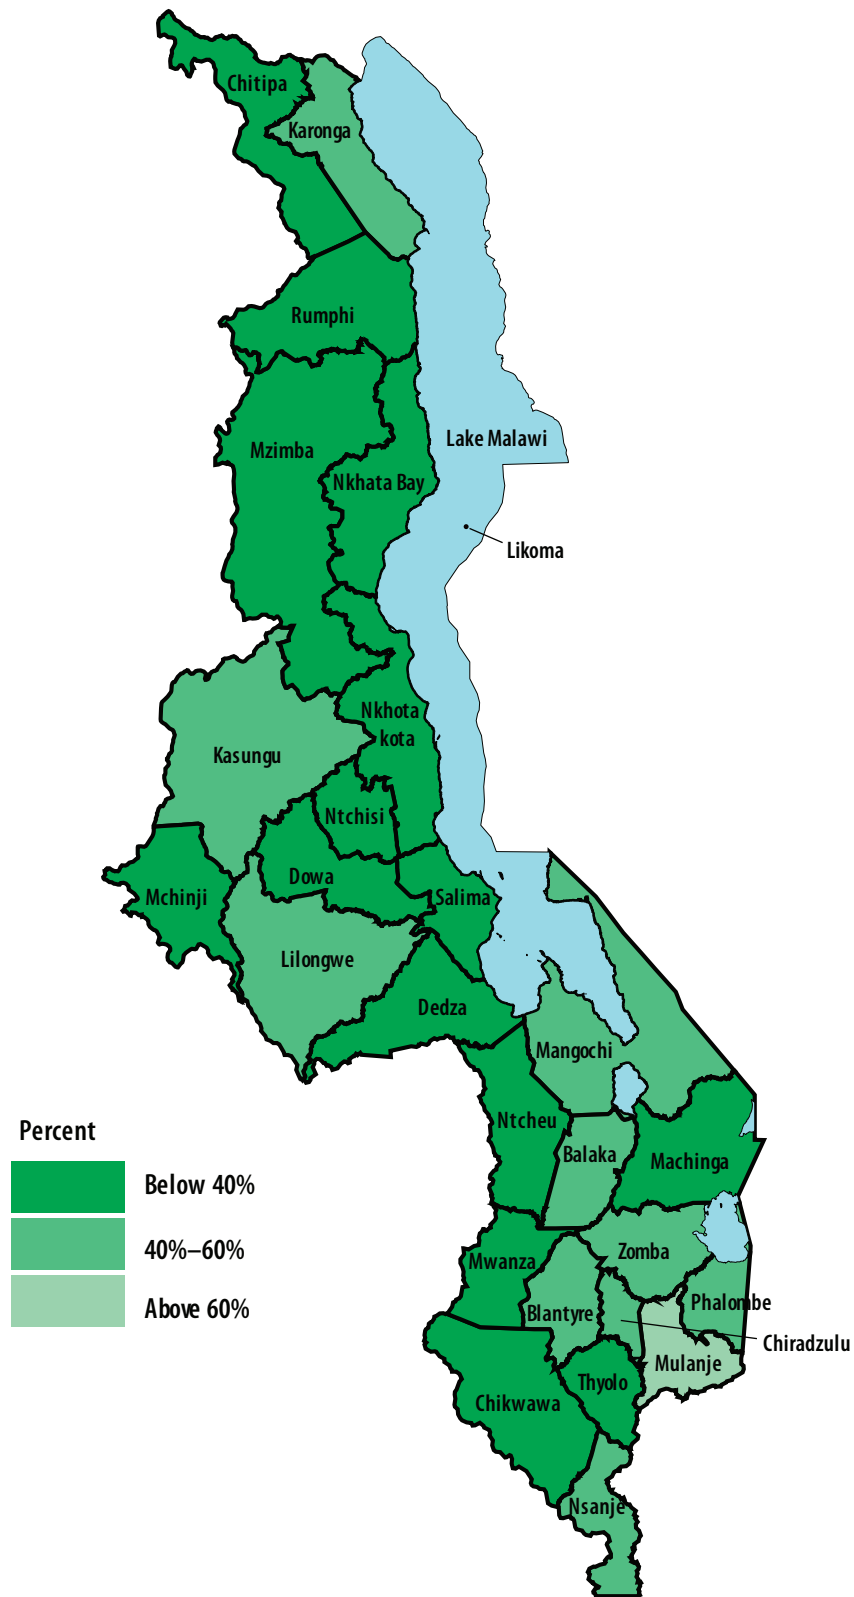 Chitipa
Karonga
Rumphi
Lake Malawi
Mzimba
Nkhata Bay
Likoma
Nkhota
kota
Kasungu
Ntchisi
Dowa
Mchinji
Salima
Lilongwe
Dedza
Mangochi
Ntcheu
Percent
Balaka
Machinga
Below 40%
40%–60%
Above 60%
Zomba
Mwanza
Phalombe
Blantyre
Chiradzulu
Mulanje
Thyolo
Chikwawa
Nsanje